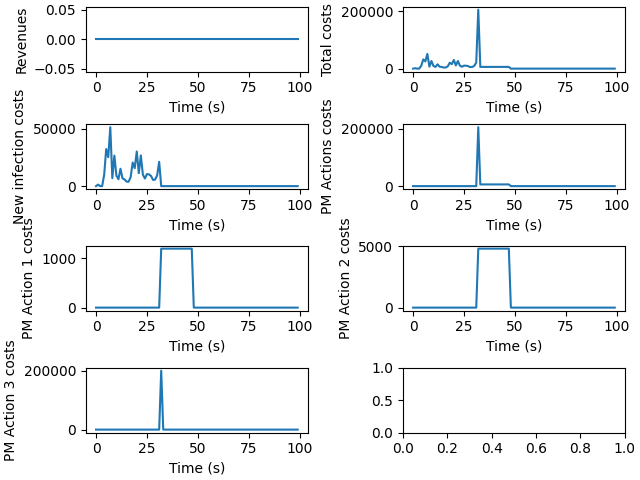 Revenues
0.05
0.00
−0.05
0 25 50 75 100
Time (s)
Total costs
200000
0
0 25 50 75 100
Time (s)
New infection costs
50000
0
0 25 50 75 100
Time (s)
PM Actions costs
200000
0
0 25 50 75 100
Time (s)
PM Action 1 costs
1000
0
0 25 50 75 100
Time (s)
PM Action 2 costs
5000
0
0 25 50 75 100
Time (s)
PM Action 3 costs
200000
0
0 25 50 75 100
Time (s)
1.0
0.5
0.0
0.0 0.2 0.4 0.6 0.8 1.0